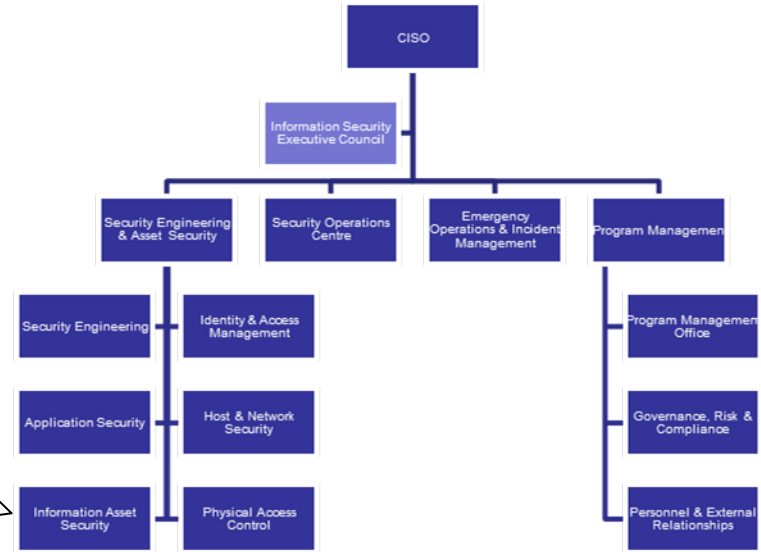 CISO
Information Security
Executive Council
Security Engineering
& Asset Security
Security Operations
Centre
Emergency
Operations & Incident
Management
Program Management
Security Engineering
Identity & Access
Management
Program Management
Office
Application Security
Host & Network
Security
Governance, Risk &
Compliance
Information Asset
Security
Physical Access
Control
Personnel & External
Relationships